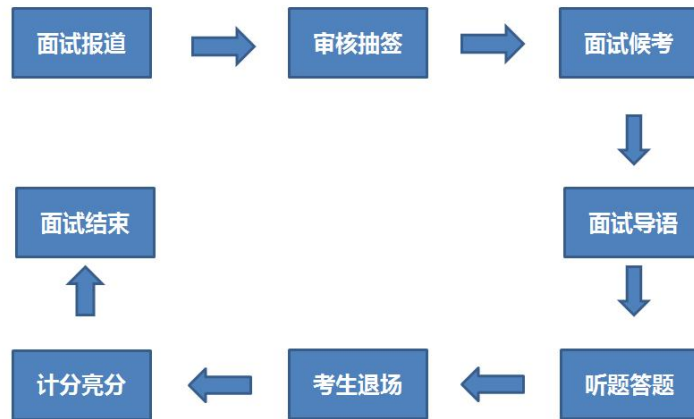 面试报道
审核抽签
面试候考
面试导语
听题答题
考生退场
计分亮分
面试结束